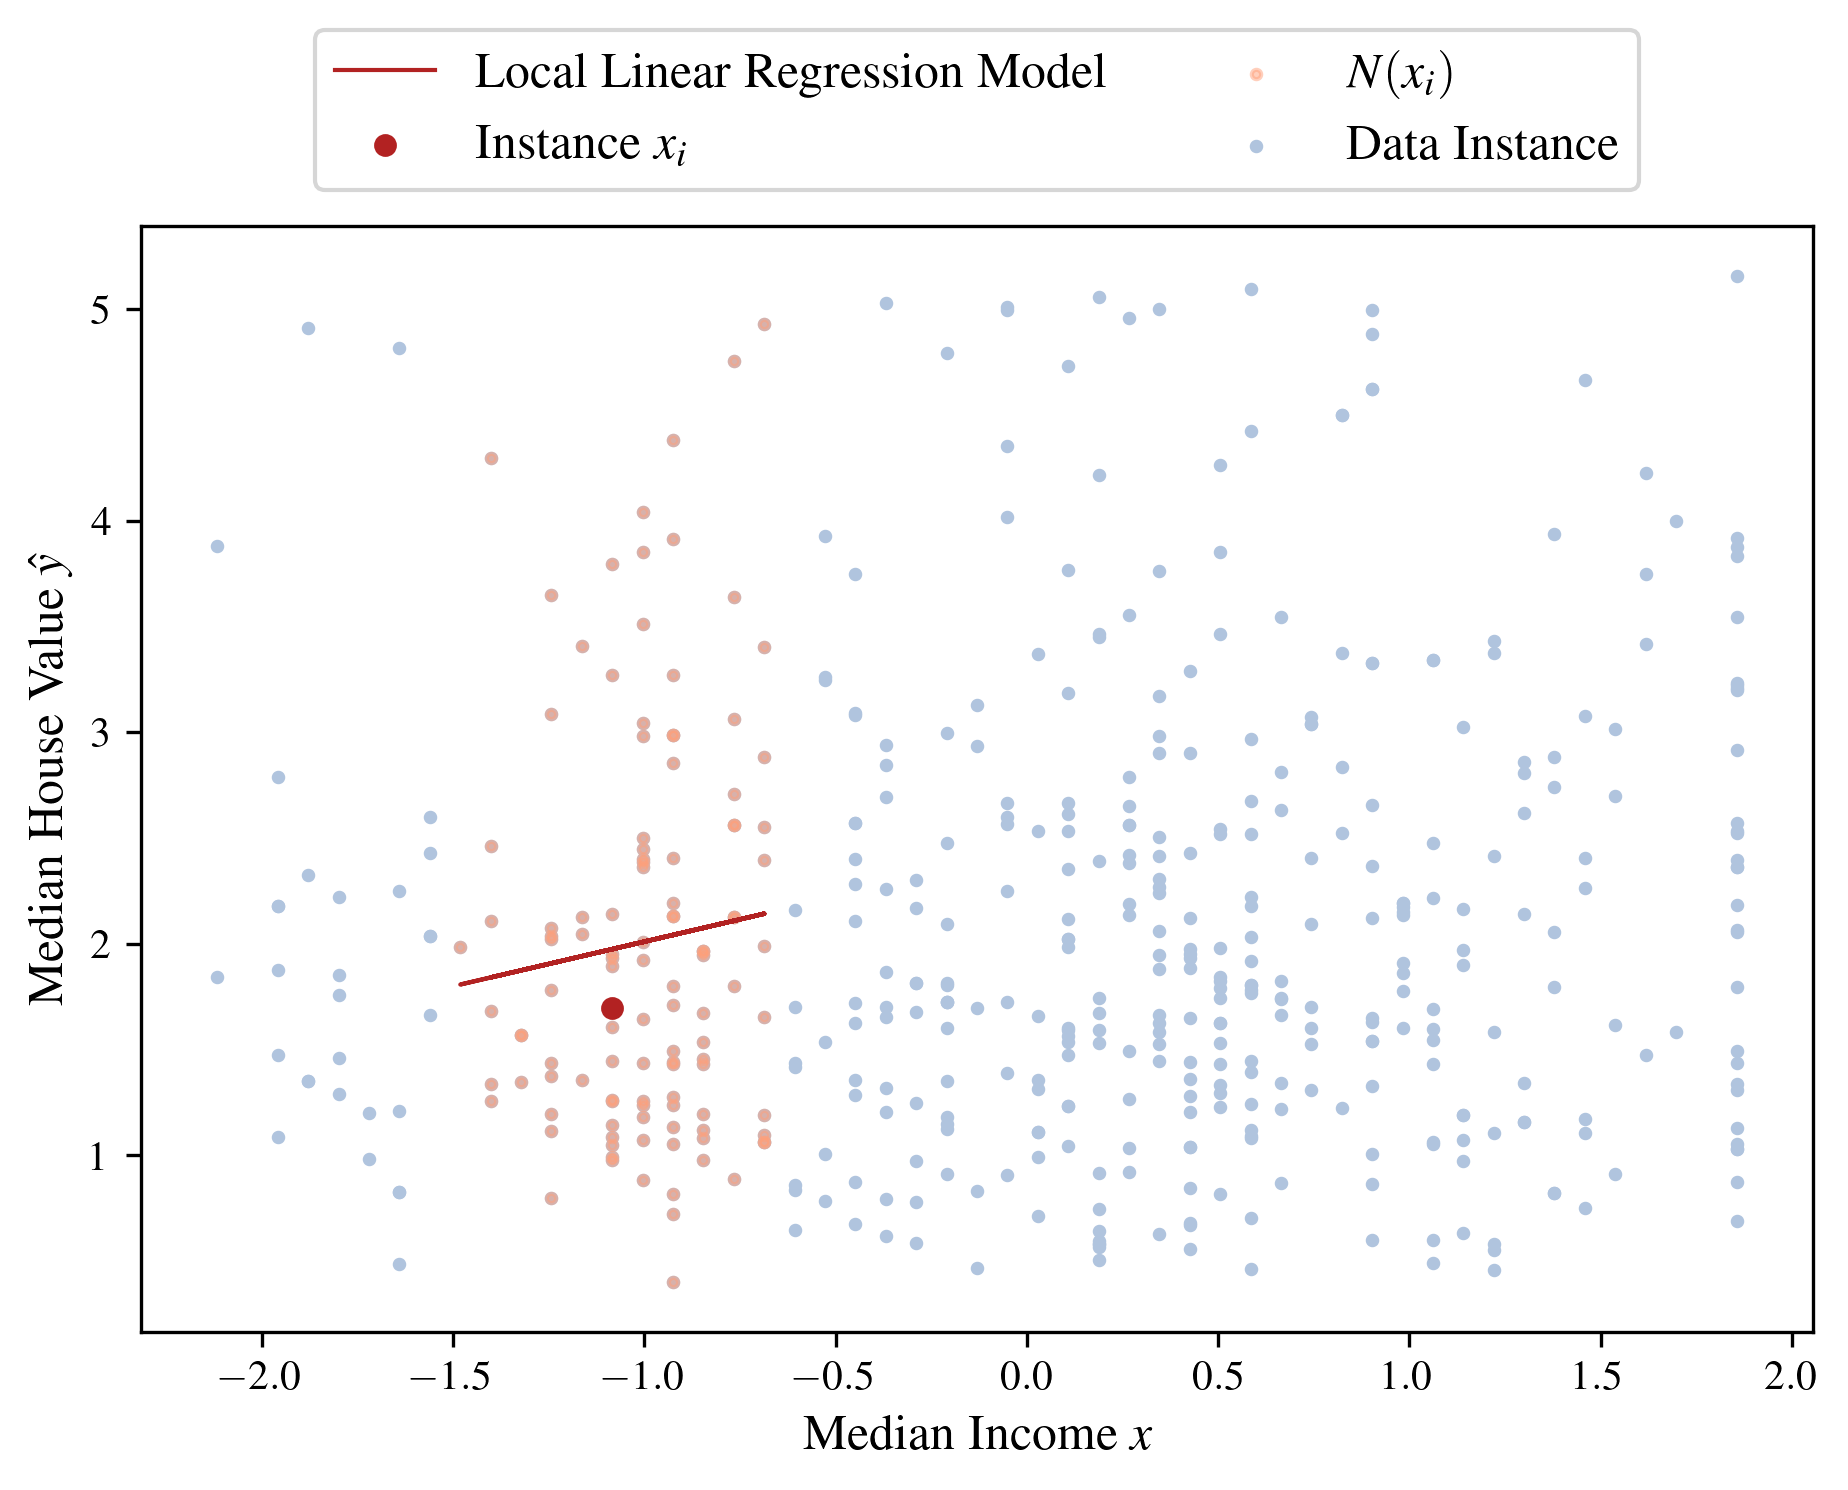 Local Linear Regression Model
Instance xᵢ
N(xᵢ)
Data Instance
Median House Value ŷ
5
4
3
2
1
−2.0 −1.5 −1.0 −0.5 0.0 0.5 1.0 1.5 2.0
Median Income x